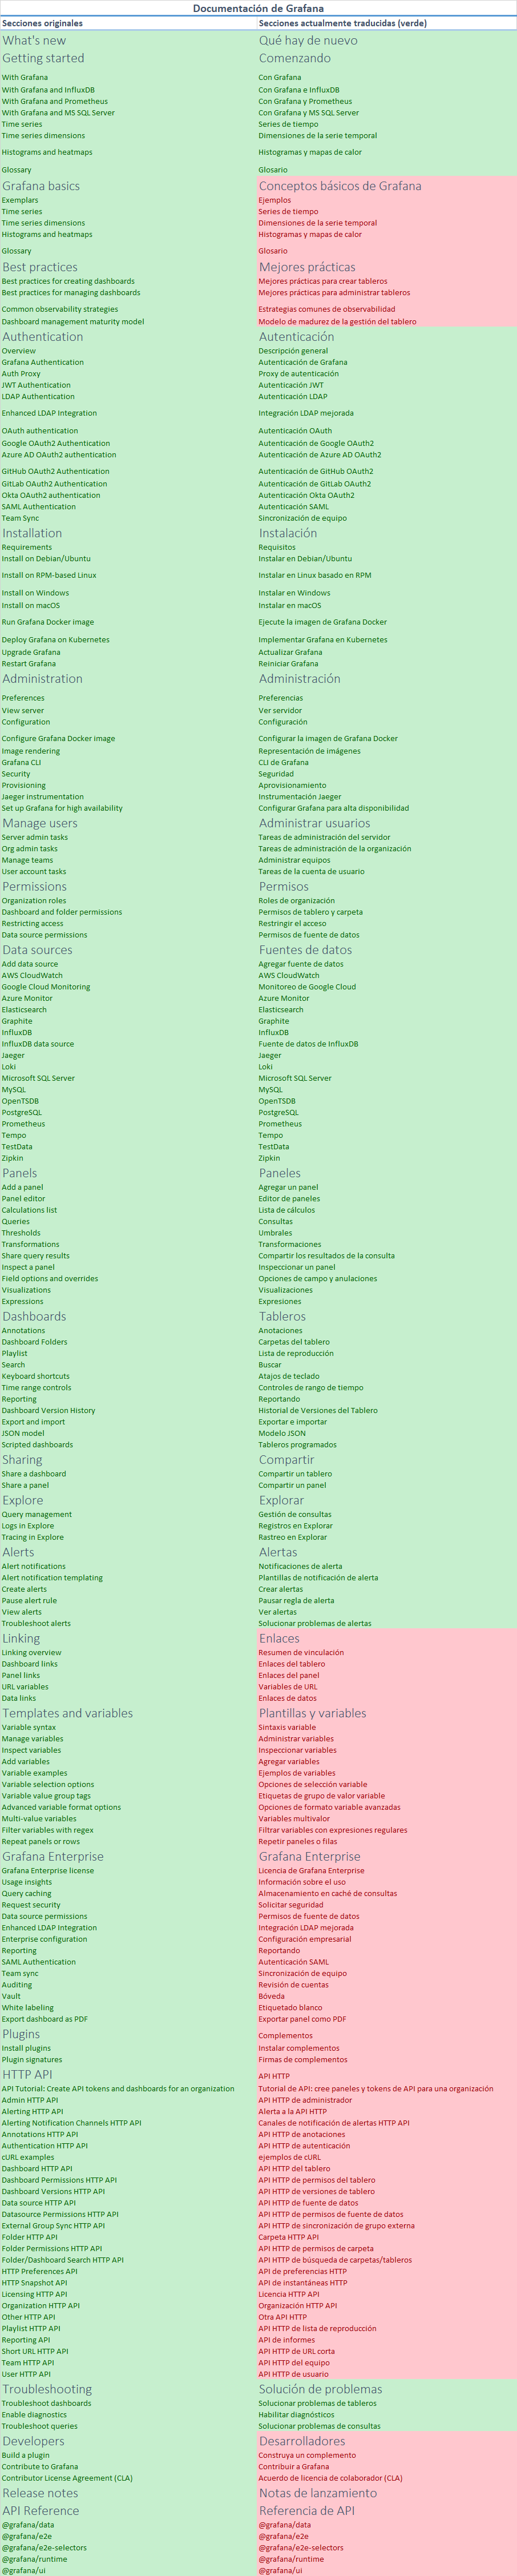 Documentación de Grafana
Secciones originales Secciones actualmente traducidas (verde)
What's new Qué hay de nuevo
Getting started Comenzando
With Grafana Con Grafana
With Grafana and InfluxDB Con Grafana e InfluxDB
With Grafana and Prometheus Con Grafana y Prometheus
With Grafana and MS SQL Server Con Grafana y MS SQL Server
Time series Series de tiempo
Time series dimensions Dimensiones de la serie temporal
Histograms and heatmaps Histogramas y mapas de calor
Glossary Glosario
Grafana basics Conceptos básicos de Grafana
Exemplars Ejemplos
Time series Series de tiempo
Time series dimensions Dimensiones de la serie temporal
Histograms and heatmaps Histogramas y mapas de calor
Glossary Glosario
Best practices Mejores prácticas
Best practices for creating dashboards Mejores prácticas para crear tableros
Best practices for managing dashboards Mejores prácticas para administrar tableros
Common observability strategies Estrategias comunes de observabilidad
Dashboard management maturity model Modelo de madurez de la gestión del tablero
Authentication Autenticación
Overview Descripción general
Grafana Authentication Autenticación de Grafana
Auth Proxy Proxy de autenticación
JWT Authentication Autenticación JWT
LDAP Authentication Autenticación LDAP
Enhanced LDAP Integration Integración LDAP mejorada
OAuth authentication Autenticación OAuth
Google OAuth2 Authentication Autenticación de Google OAuth2
Azure AD OAuth2 authentication Autenticación de Azure AD OAuth2
GitHub OAuth2 Authentication Autenticación de GitHub OAuth2
GitLab OAuth2 Authentication Autenticación de GitLab OAuth2
Okta OAuth2 authentication Autenticación Okta OAuth2
SAML Authentication Autenticación SAML
Team Sync Sincronización de equipo
Installation Instalación
Requirements Requisitos
Install on Debian/Ubuntu Instalar en Debian/Ubuntu
Install on RPM-based Linux Instalar en Linux basado en RPM
Install on Windows Instalar en Windows
Install on macOS Instalar en macOS
Run Grafana Docker image Ejecute la imagen de Grafana Docker
Deploy Grafana on Kubernetes Implementar Grafana en Kubernetes
Upgrade Grafana Actualizar Grafana
Restart Grafana Reiniciar Grafana
Administration Administración
Preferences Preferencias
View server Ver servidor
Configuration Configuración
Configure Grafana Docker image Configurar la imagen de Grafana Docker
Image rendering Representación de imágenes
Grafana CLI CLI de Grafana
Security Seguridad
Provisioning Aprovisionamiento
Jaeger instrumentation Instrumentación Jaeger
Set up Grafana for high availability Configurar Grafana para alta disponibilidad
Manage users Administrar usuarios
Server admin tasks Tareas de administración del servidor
Org admin tasks Tareas de administración de la organización
Manage teams Administrar equipos
User account tasks Tareas de la cuenta de usuario
Permissions Permisos
Organization roles Roles de organización
Dashboard and folder permissions Permisos de tablero y carpeta
Restricting access Restringir el acceso
Data source permissions Permisos de fuente de datos
Data sources Fuentes de datos
Add data source Agregar fuente de datos
AWS CloudWatch AWS CloudWatch
Google Cloud Monitoring Monitoreo de Google Cloud
Azure Monitor Azure Monitor
Elasticsearch Elasticsearch
Graphite Graphite
InfluxDB InfluxDB
InfluxDB data source Fuente de datos de InfluxDB
Jaeger Jaeger
Loki Loki
Microsoft SQL Server Microsoft SQL Server
MySQL MySQL
OpenTSDB OpenTSDB
PostgreSQL PostgreSQL
Prometheus Prometheus
Tempo Tempo
TestData TestData
Zipkin Zipkin
Panels Paneles
Add a panel Agregar un panel
Panel editor Editor de paneles
Calculations list Lista de cálculos
Queries Consultas
Thresholds Umbrales
Transformations Transformaciones
Share query results Compartir los resultados de la consulta
Inspect a panel Inspeccionar un panel
Field options and overrides Opciones de campo y anulaciones
Visualizations Visualizaciones
Expressions Expresiones
Dashboards Tableros
Annotations Anotaciones
Dashboard Folders Carpetas del tablero
Playlist Lista de reproducción
Search Buscar
Keyboard shortcuts Atajos de teclado
Time range controls Controles de rango de tiempo
Reporting Reportando
Dashboard Version History Historial de Versiones del Tablero
Export and import Exportar e importar
JSON model Modelo JSON
Scripted dashboards Tableros programados
Sharing Compartir
Share a dashboard Compartir un tablero
Share a panel Compartir un panel
Explore Explorar
Query management Gestión de consultas
Logs in Explore Registros en Explorar
Tracing in Explore Rastreo en Explorar
Alerts Alertas
Alert notifications Notificaciones de alerta
Alert notification templating Plantillas de notificación de alerta
Create alerts Crear alertas
Pause alert rule Pausar regla de alerta
View alerts Ver alertas
Troubleshoot alerts Solucionar problemas de alertas
Linking Enlaces
Linking overview Resumen de vinculación
Dashboard links Enlaces del tablero
Panel links Enlaces del panel
URL variables Variables de URL
Data links Enlaces de datos
Templates and variables Plantillas y variables
Variable syntax Sintaxis variable
Manage variables Administrar variables
Inspect variables Inspeccionar variables
Add variables Agregar variables
Variable examples Ejemplos de variables
Variable selection options Opciones de selección variable
Variable value group tags Etiquetas de grupo de valor variable
Advanced variable format options Opciones de formato variable avanzadas
Multi-value variables Variables multivalor
Filter variables with regex Filtrar variables con expresiones regulares
Repeat panels or rows Repetir paneles o filas
Grafana Enterprise Grafana Enterprise
Grafana Enterprise license Licencia de Grafana Enterprise
Usage insights Información sobre el uso
Query caching Almacenamiento en caché de consultas
Request security Solicitar seguridad
Data source permissions Permisos de fuente de datos
Enhanced LDAP Integration Integración LDAP mejorada
Enterprise configuration Configuración empresarial
Reporting Reportando
SAML Authentication Autenticación SAML
Team sync Sincronización de equipo
Auditing Revisión de cuentas
Vault Bóveda
White labeling Etiquetado blanco
Export dashboard as PDF Exportar panel como PDF
Plugins Complementos
Install plugins Instalar complementos
Plugin signatures Firmas de complementos
HTTP API API HTTP
API Tutorial: Create API tokens and dashboards for an organization Tutorial de API: cree paneles y tokens de API para una organización
Admin HTTP API API HTTP de administrador
Alerting HTTP API Alerta a la API HTTP
Alerting Notification Channels HTTP API Canales de notificación de alertas HTTP API
Annotations HTTP API API HTTP de anotaciones
Authentication HTTP API API HTTP de autenticación
cURL examples ejemplos de cURL
Dashboard HTTP API API HTTP del tablero
Dashboard Permissions HTTP API API HTTP de permisos del tablero
Dashboard Versions HTTP API API HTTP de versiones de tablero
Data source HTTP API API HTTP de fuente de datos
Datasource Permissions HTTP API API HTTP de permisos de fuente de datos
External Group Sync HTTP API API HTTP de sincronización de grupo externa
Folder HTTP API Carpeta HTTP API
Folder Permissions HTTP API API HTTP de permisos de carpeta
Folder/Dashboard Search HTTP API API HTTP de búsqueda de carpetas/tableros
HTTP Preferences API API de preferencias HTTP
HTTP Snapshot API API de instantáneas HTTP
Licensing HTTP API Licencia HTTP API
Organization HTTP API Organización HTTP API
Other HTTP API Otra API HTTP
Playlist HTTP API API HTTP de lista de reproducción
Reporting API API de informes
Short URL HTTP API API HTTP de URL corta
Team HTTP API API HTTP del equipo
User HTTP API API HTTP de usuario
Troubleshooting Solución de problemas
Troubleshoot dashboards Solucionar problemas de tableros
Enable diagnostics Habilitar diagnósticos
Troubleshoot queries Solucionar problemas de consultas
Developers Desarrolladores
Build a plugin Construya un complemento
Contribute to Grafana Contribuir a Grafana
Contributor License Agreement (CLA) Acuerdo de licencia de colaborador (CLA)
Release notes Notas de lanzamiento
API Reference Referencia de API
@grafana/data @grafana/data
@grafana/e2e @grafana/e2e
@grafana/e2e-selectors @grafana/e2e-selectors
@grafana/runtime @grafana/runtime
@grafana/ui @grafana/ui